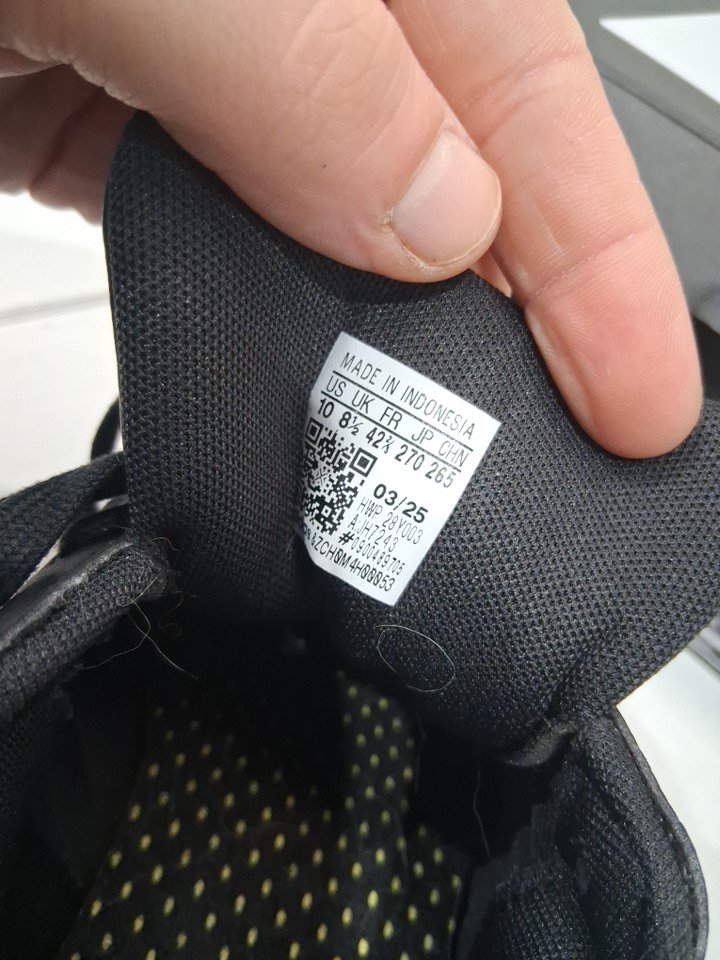 MADE IN INDONESIA
US UK FR JP CHN
10 8½ 42⅔ 270 265
03/25
HWP 28Y003
AJH7243
#0900489705